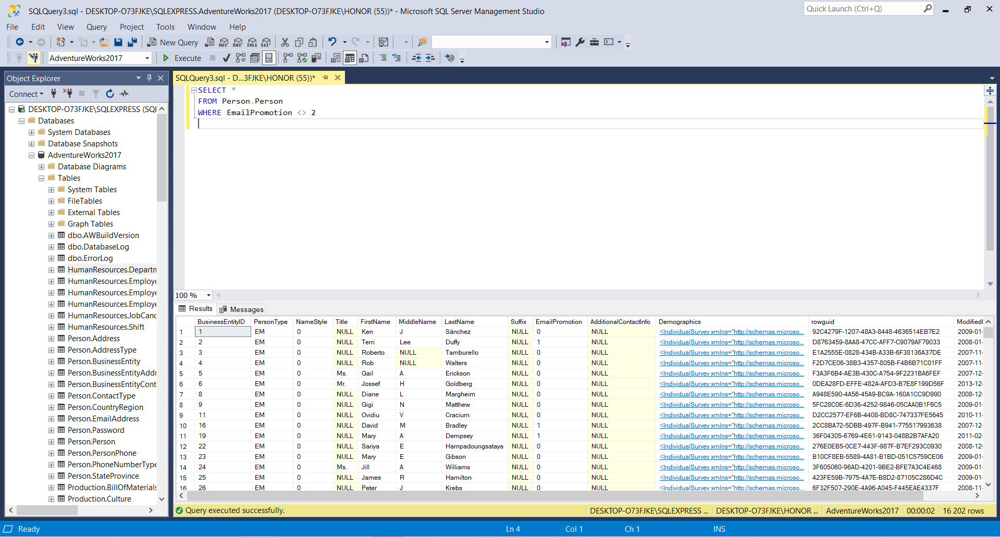 SQLQuery3.sql - DESKTOP-O73FJKE\SQLEXPRESS.AdventureWorks2017 (DESKTOP-O73FJKE\HONOR (55))* - Microsoft SQL Server Management Studio
Quick Launch (Ctrl+Q)
File Edit View Query Project Tools Window Help
New Query MDX DMX XMLA DAX
AdventureWorks2017 Execute
Object Explorer
Connect
DESKTOP-O73FJKE\SQLEXPRESS (SQL
Databases
System Databases
Database Snapshots
AdventureWorks2017
Database Diagrams
Tables
System Tables
FileTables
External Tables
Graph Tables
dbo.AWBuildVersion
dbo.DatabaseLog
dbo.ErrorLog
HumanResources.Departn
HumanResources.Employe
HumanResources.Employe
HumanResources.Employe
HumanResources.JobCanc
HumanResources.Shift
Person.Address
Person.AddressType
Person.BusinessEntity
Person.BusinessEntityAddr
Person.BusinessEntityCont
Person.ContactType
Person.CountryRegion
Person.EmailAddress
Person.Password
Person.Person
Person.PersonPhone
Person.PhoneNumberType
Person.StateProvince
Production.BillOfMaterials
Production.Culture
SQLQuery3.sql - D...3FJKE\HONOR (55))*
SELECT *
FROM Person.Person
WHERE EmailPromotion <> 2
100 %
Results Messages
BusinessEntityID PersonType NameStyle Title FirstName MiddleName LastName Suffix EmailPromotion AdditionalContactInfo Demographics rowguid Modified
1 1 EM 0 NULL Ken J Sánchez NULL 0 NULL <IndividualSurvey xmlns="http://schemas.microso... 92C4279F-1207-48A3-8448-4636514EB7E2 2009-01-
2 2 EM 0 NULL Terri Lee Duffy NULL 1 NULL <IndividualSurvey xmlns="http://schemas.microso... D8763459-8AA8-47CC-AFF7-C9079AF79033 2008-01-
3 3 EM 0 NULL Roberto NULL Tamburello NULL 0 NULL <IndividualSurvey xmlns="http://schemas.microso... E1A2555E-0828-434B-A33B-6F38136A37DE 2007-11-
4 4 EM 0 NULL Rob NULL Walters NULL 0 NULL <IndividualSurvey xmlns="http://schemas.microso... F2D7CE06-38B3-4357-805B-F4B6B71C01FF 2007-11-
5 5 EM 0 Ms. Gail A Erickson NULL 0 NULL <IndividualSurvey xmlns="http://schemas.microso... F3A3F6B4-AE3B-430C-A754-9F2231BA6FEF 2007-12-
6 6 EM 0 Mr. Jossef H Goldberg NULL 0 NULL <IndividualSurvey xmlns="http://schemas.microso... 0DEA28FD-EFFE-482A-AFD3-B7E8F199D56F 2013-12-
7 8 EM 0 NULL Diane L Margheim NULL 0 NULL <IndividualSurvey xmlns="http://schemas.microso... A948E590-4A56-45A9-BC9A-160A1CC9D990 2008-12-
8 9 EM 0 NULL Gigi N Matthew NULL 0 NULL <IndividualSurvey xmlns="http://schemas.microso... 5FC28C0E-6D36-4252-9846-05CAA0B1F6C5 2009-01-
9 11 EM 0 NULL Ovidiu V Cracium NULL 0 NULL <IndividualSurvey xmlns="http://schemas.microso... D2CC2577-EF6B-4408-BD8C-747337FE5645 2010-11-
10 16 EM 0 NULL David M Bradley NULL 1 NULL <IndividualSurvey xmlns="http://schemas.microso... 2CC8BA72-5DBB-497F-B941-775517993638 2007-12-
11 19 EM 0 NULL Mary A Dempsey NULL 1 NULL <IndividualSurvey xmlns="http://schemas.microso... 36F04305-6769-4E61-9143-048B2B7AFA20 2011-02-
12 22 EM 0 NULL Sariya E Harnpadoungsataya NULL 0 NULL <IndividualSurvey xmlns="http://schemas.microso... 276E0EB5-0CE7-443F-987F-B7EF293C0930 2008-12-
13 23 EM 0 NULL Mary E Gibson NULL 0 NULL <IndividualSurvey xmlns="http://schemas.microso... B10CF8EB-5589-4A81-B1BD-051C5759CE06 2009-01-
14 24 EM 0 Ms. Jill A Williams NULL 0 NULL <IndividualSurvey xmlns="http://schemas.microso... 3F605060-96AD-4201-9BE2-BFE7A3C4E468 2009-01-
15 25 EM 0 NULL James R Hamilton NULL 0 NULL <IndividualSurvey xmlns="http://schemas.microso... 423FE59B-7975-4A7E-B8D2-87105C286D4C 2009-01-
16 26 EM 0 NULL Peter J Krebs NULL 0 NULL <IndividualSurvey xmlns="http://schemas.microso... 6F32F507-290E-4A96-A045-F445EAE4337F 2008-11-
Query executed successfully. DESKTOP-O73FJKE\SQLEXPRESS ... DESKTOP-O73FJKE\HONOR ... AdventureWorks2017 00:00:02 16 202 rows
Ready Ln 4 Col 1 Ch 1 INS